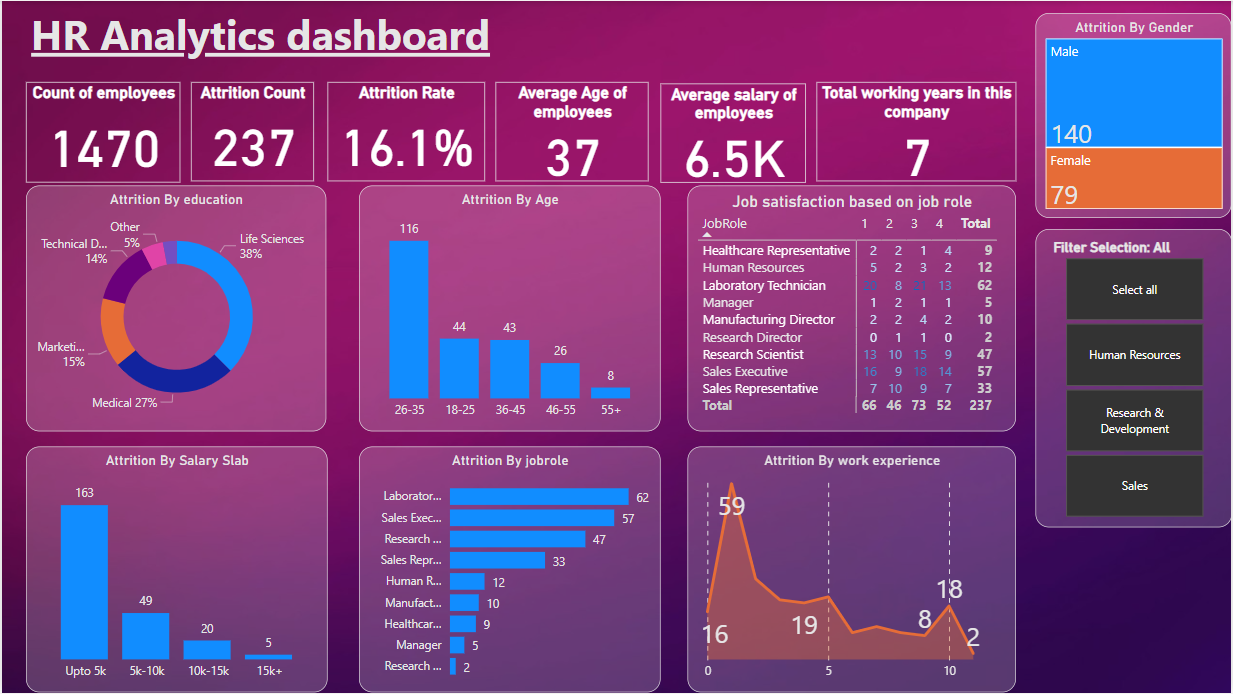 HR Analytics dashboard
Count of employees
1470
Attrition Count
237
Attrition Rate
16.1%
Average Age of
employees
37
Average salary of
employees
6.5K
Total working years in this
company
7
Attrition By Gender
Male
140
Female
79
Attrition By education
Other
5%
Technical D...
14%
Life Sciences
38%
Marketi...
15%
Medical 27%
Attrition By Age
116
44
43
26
8
26-35
18-25
36-45
46-55
55+
Job satisfaction based on job role
JobRole 1 2 3 4 Total
Healthcare Representative 2 2 1 4 9
Human Resources 5 2 3 2 12
Laboratory Technician 8 13 62
Manager 1 2 1 1 5
Manufacturing Director 2 2 4 2 10
Research Director 0 1 1 0 2
Research Scientist 13 10 15 9 47
Sales Executive 16 9 18 14 57
Sales Representative 7 10 9 7 33
Total 66 46 73 52 237
Filter Selection: All
Select all
Human Resources
Research &
Development
Sales
Attrition By Salary Slab
163
49
20
5
Upto 5k
5k-10k
10k-15k
15k+
Attrition By jobrole
Laborator... 62
Sales Exec... 57
Research ... 47
Sales Repr... 33
Human R... 12
Manufact... 10
Healthcar... 9
Manager 5
Research ... 2
Attrition By work experience
59
16
19
8
18
2
0
5
10